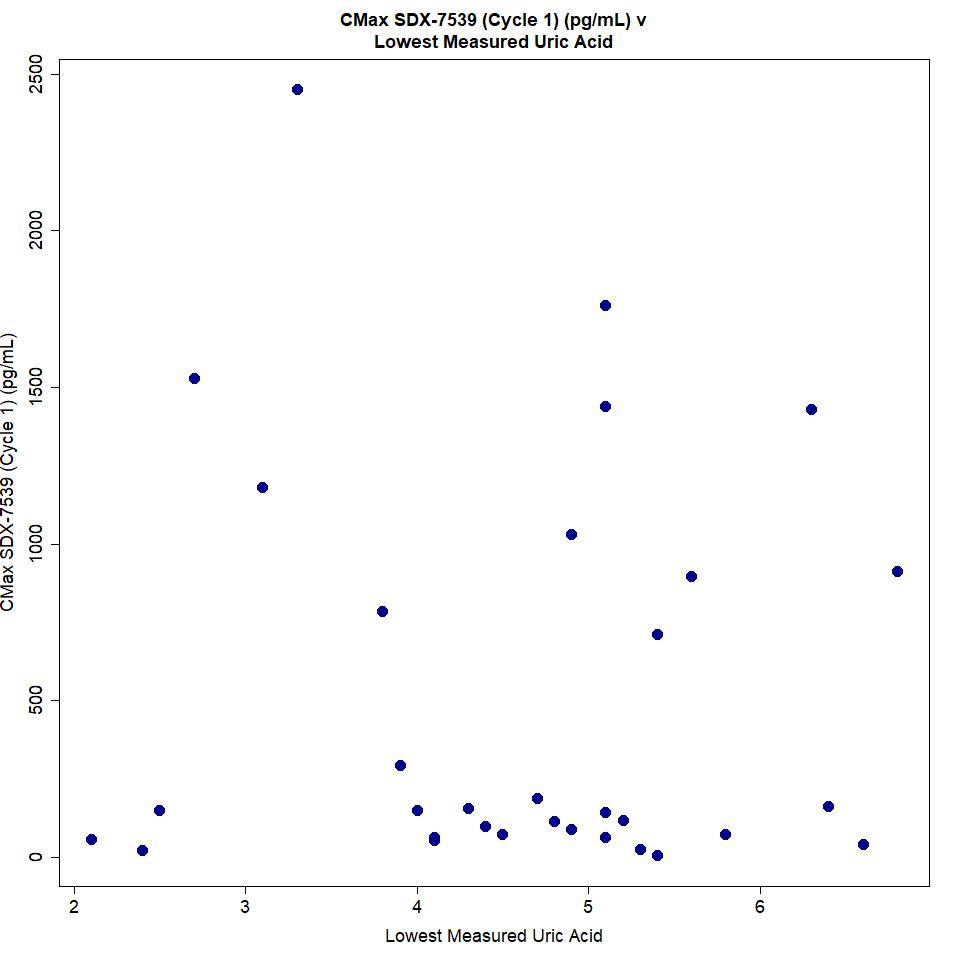 CMax SDX-7539 (Cycle 1) (pg/mL) v
Lowest Measured Uric Acid
CMax SDX-7539 (Cycle 1) (pg/mL)
2500
2000
1500
1000
500
0
2 3 4 5 6
Lowest Measured Uric Acid